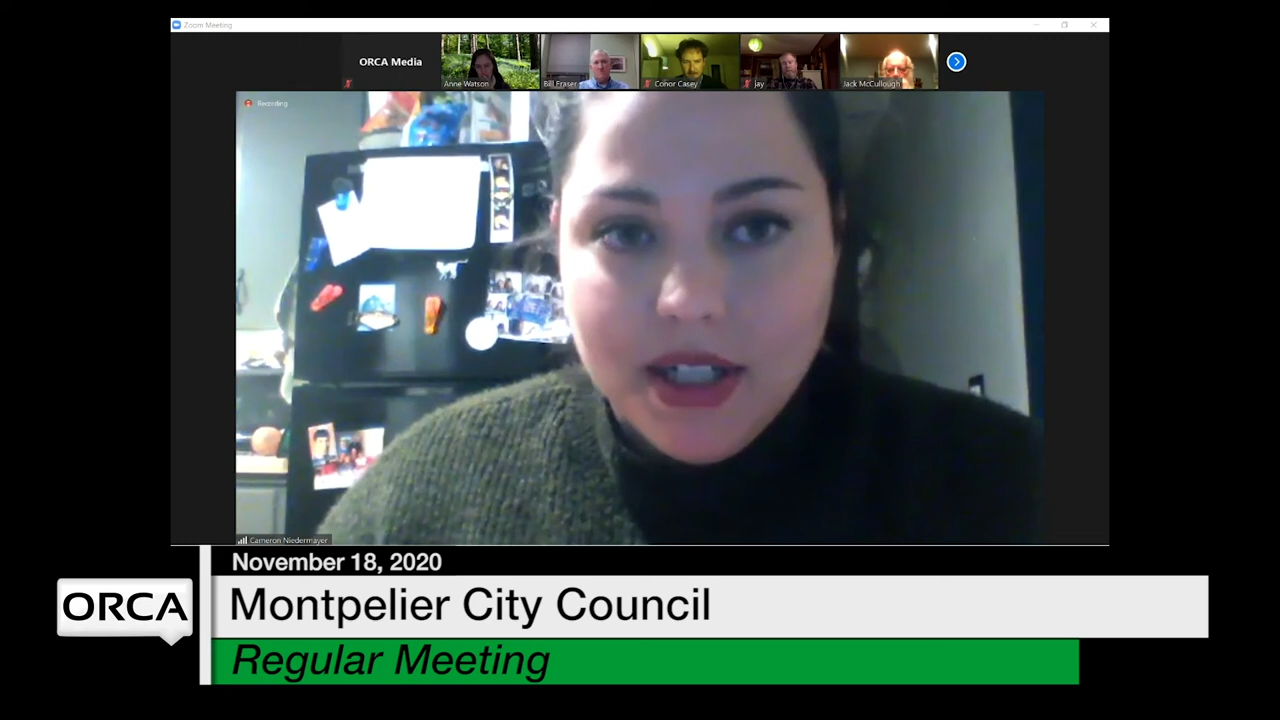 Zoom Meeting
ORCA Media
Anne Watson
Bill Fraser
Conor Casey
jay
Jack McCullough
Recording
Cameron Niedermayer
November 18, 2020
ORCA
Montpelier City Council
Regular Meeting